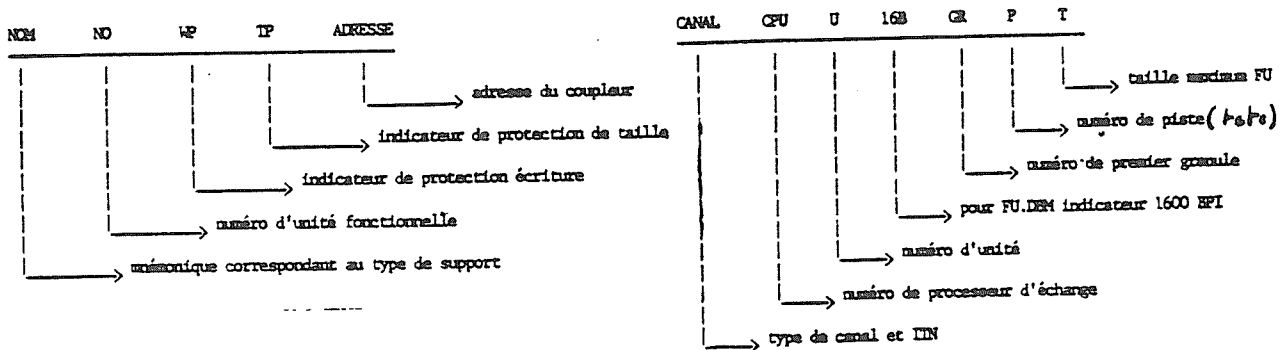 NOM NO WP TP ADRESSE
adresse du coupleur
indicateur de protection de taille
indicateur de protection écriture
numéro d'unité fonctionnelle
mnémonique correspondant au type de support
CANAL CPU U 16B GR P T
taille maximum FU
numéro de piste (
numéro de premier granule
pour FU.DBM indicateur 1600 BPI
numéro d'unité
numéro de processeur d'échange
type de canal et ITN